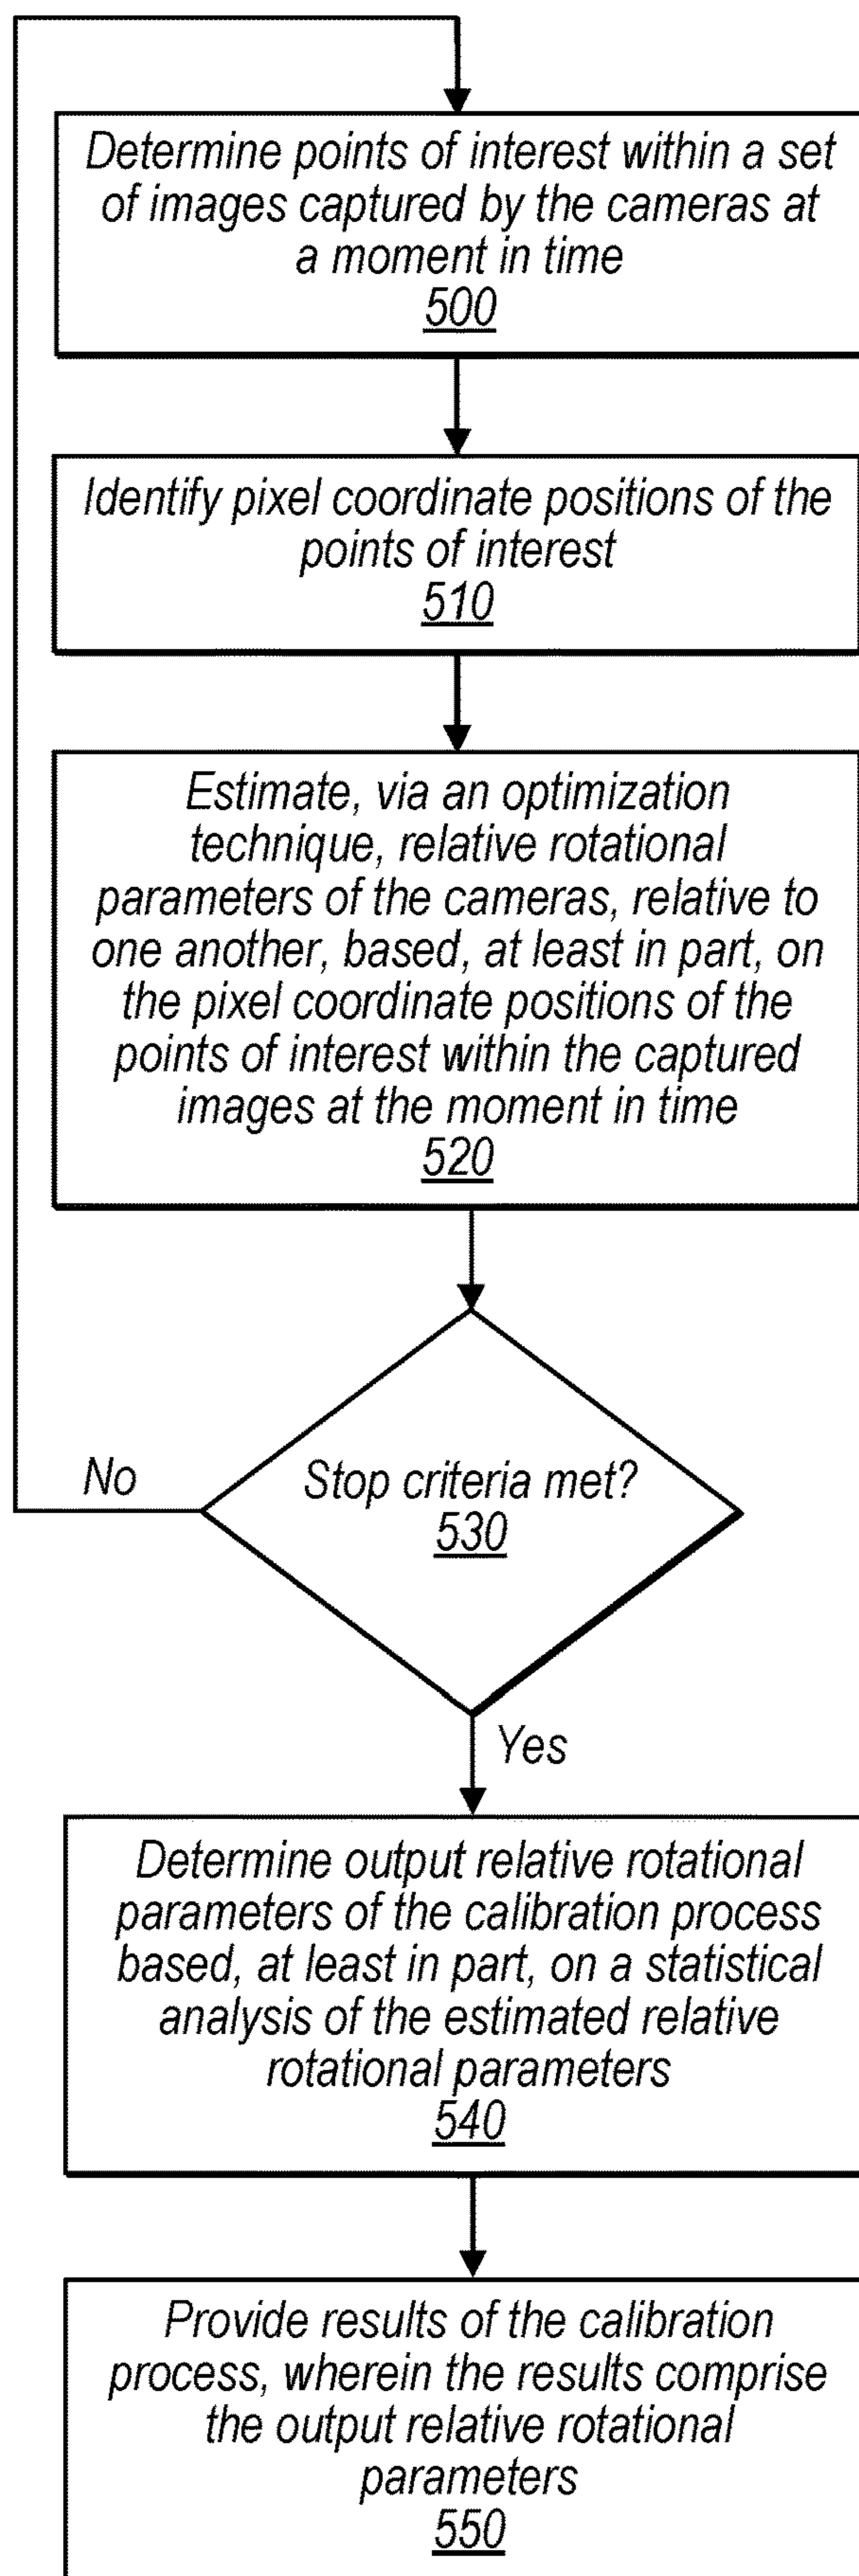 Determine points of interest within a set
of images captured by the cameras at
a moment in time
500
Identify pixel coordinate positions of the
points of interest
510
Estimate, via an optimization
technique, relative rotational
parameters of the cameras, relative to
one another, based, at least in part, on
the pixel coordinate positions of the
points of interest within the captured
images at the moment in time
520
No
Stop criteria met?
530
Yes
Determine output relative rotational
parameters of the calibration process
based, at least in part, on a statistical
analysis of the estimated relative
rotational parameters
540
Provide results of the calibration
process, wherein the results comprise
the output relative rotational
parameters
550